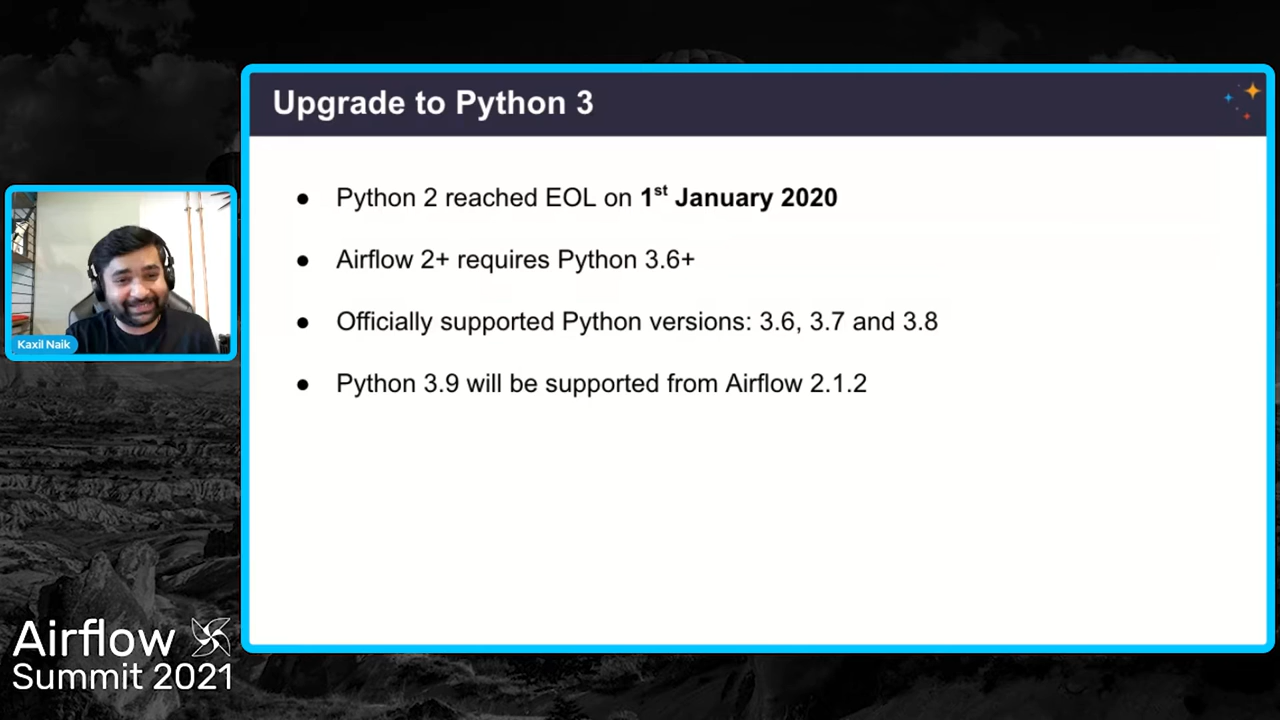 Upgrade to Python 3
● Python 2 reached EOL on 1st January 2020
● Airflow 2+ requires Python 3.6+
● Officially supported Python versions: 3.6, 3.7 and 3.8
● Python 3.9 will be supported from Airflow 2.1.2
Kaxil Naik
Airflow
Summit 2021